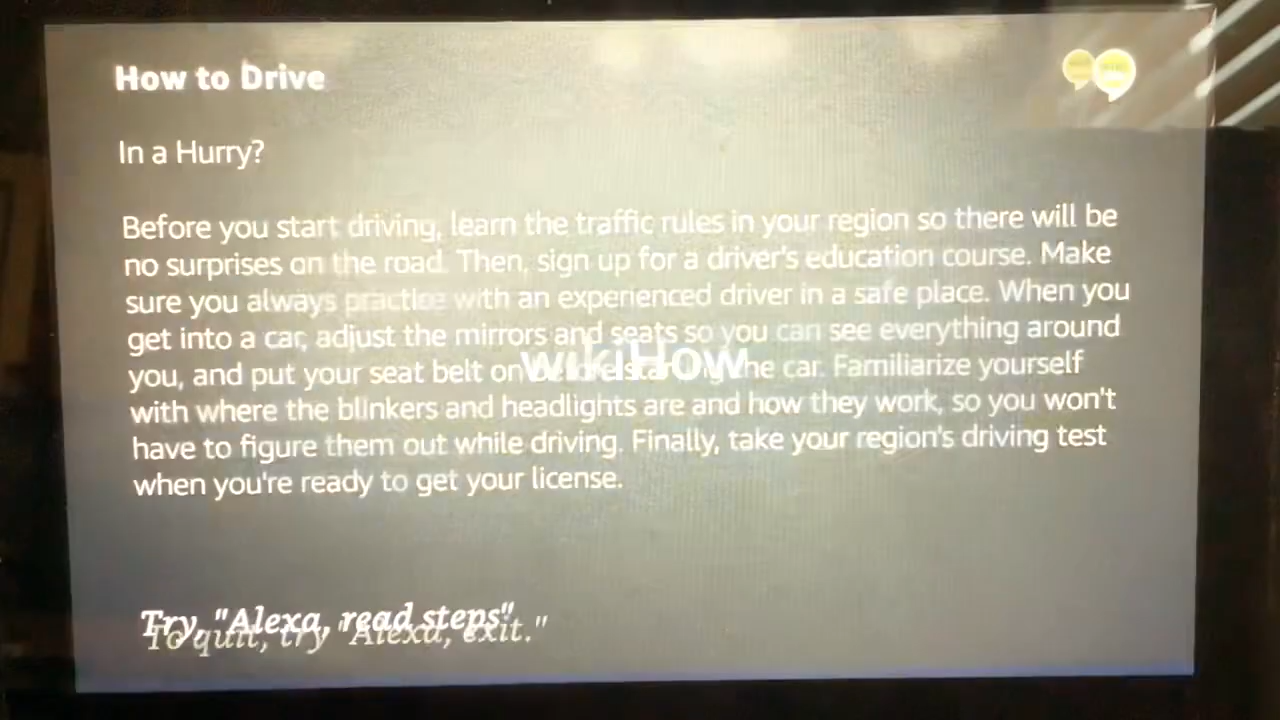 How to Drive
In a Hurry?
Before you start driving, learn the traffic rules in your region so there will be
no surprises on the road. Then, sign up for a driver's education course. Make
sure you always practice with an experienced driver in a safe place. When you
get into a car, adjust the mirrors and seats so you can see everything around
wikiHow
you, and put your seat belt on before starting the car. Familiarize yourself
with where the blinkers and headlights are and how they work, so you won't
have to figure them out while driving. Finally, take your region's driving test
when you're ready to get your license.
Try, "Alexa, read steps"
To quit, try "Alexa, exit."